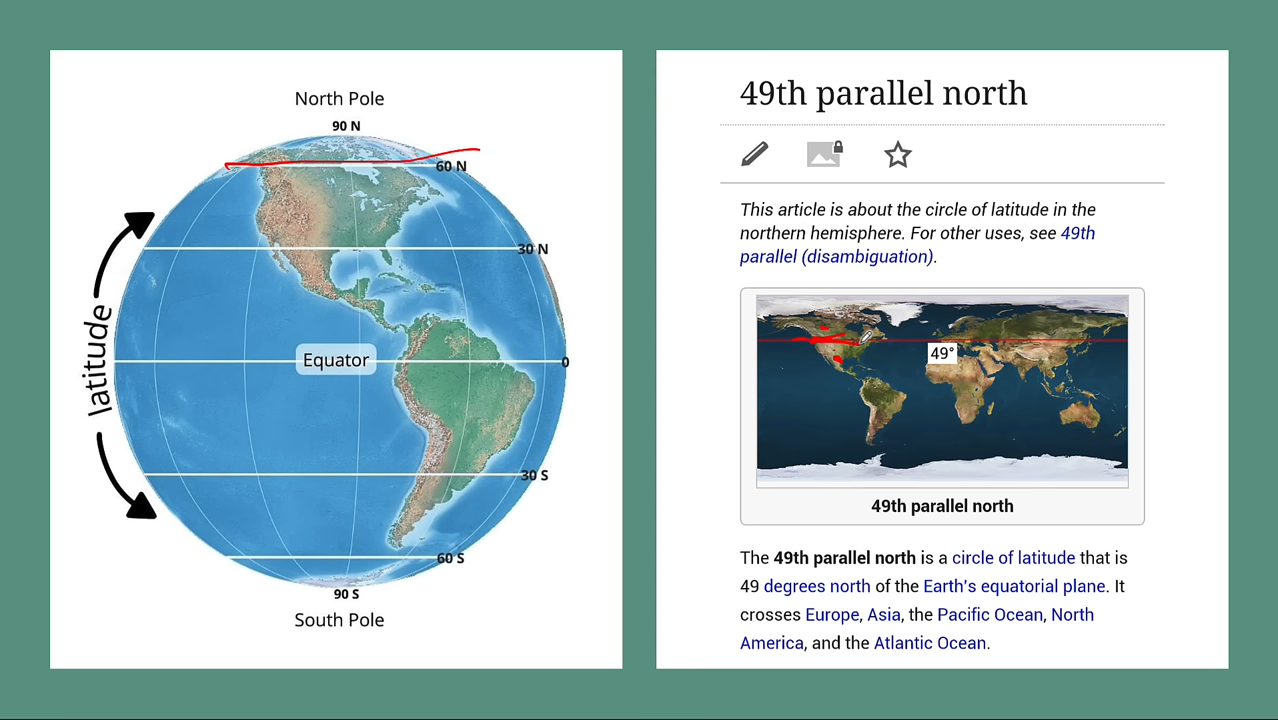 North Pole
90 N
60 N
30 N
latitude
Equator
0
30 S
60 S
90 S
South Pole
49th parallel north
This article is about the circle of latitude in the
northern hemisphere. For other uses, see 49th
parallel (disambiguation).
49°
49th parallel north
The 49th parallel north is a circle of latitude that is
49 degrees north of the Earth's equatorial plane. It
crosses Europe, Asia, the Pacific Ocean, North
America, and the Atlantic Ocean.